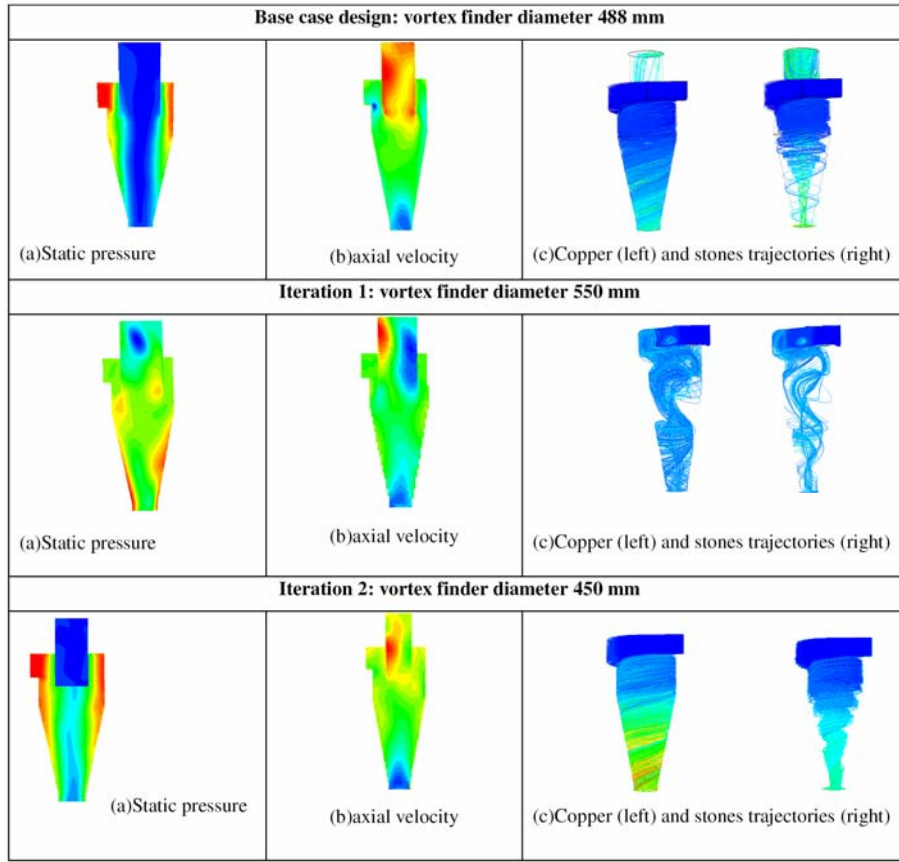 Base case design: vortex finder diameter 488 mm
(a)Static pressure
(b)axial velocity
(c)Copper (left) and stones trajectories (right)
Iteration 1: vortex finder diameter 550 mm
(a)Static pressure
(b)axial velocity
(c)Copper (left) and stones trajectories (right)
Iteration 2: vortex finder diameter 450 mm
(a)Static pressure
(b)axial velocity
(c)Copper (left) and stones trajectories (right)